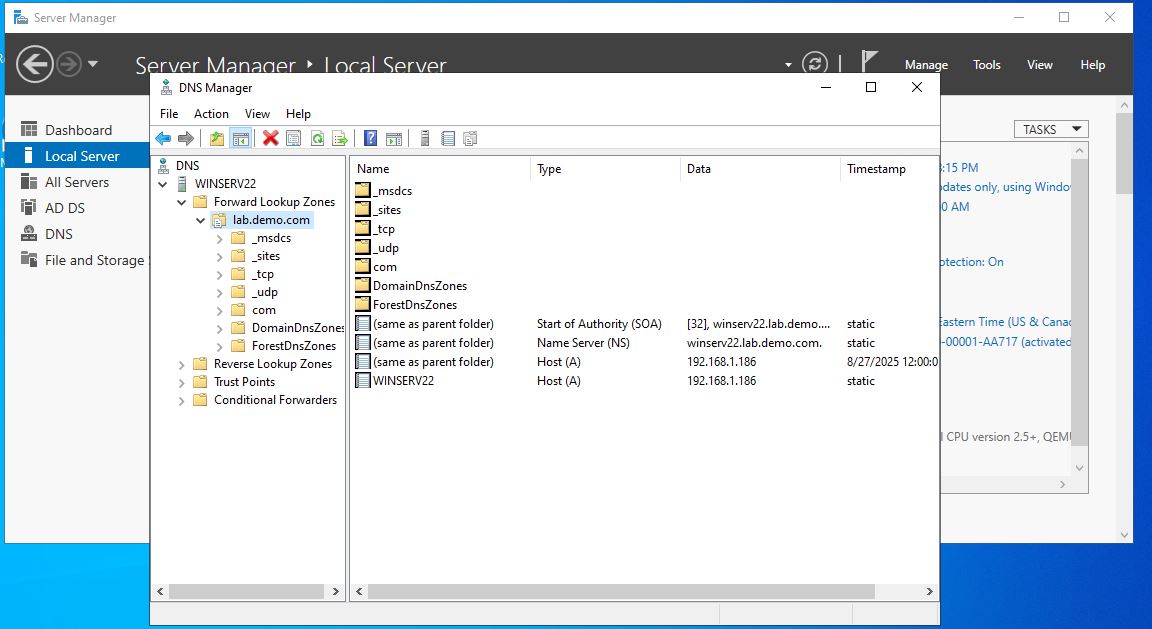 Server Manager
Server Manager ‣ Local Server
Manage Tools View Help
Dashboard
Local Server
All Servers
AD DS
DNS
File and Storage
TASKS
3:15 PM
pdates only, using Windo
0 AM
otection: On
Eastern Time (US & Canad
-00001-AA717 (activated
l CPU version 2.5+, QEMU
DNS Manager
File Action View Help
DNS
WINSERV22
Forward Lookup Zones
lab.demo.com
_msdcs
_sites
_tcp
_udp
com
DomainDnsZones
ForestDnsZones
Reverse Lookup Zones
Trust Points
Conditional Forwarders
Name Type Data Timestamp
_msdcs
_sites
_tcp
_udp
com
DomainDnsZones
ForestDnsZones
(same as parent folder) Start of Authority (SOA) [32], winserv22.lab.demo.... static
(same as parent folder) Name Server (NS) winserv22.lab.demo.com. static
(same as parent folder) Host (A) 192.168.1.186 8/27/2025 12:00:0
WINSERV22 Host (A) 192.168.1.186 static